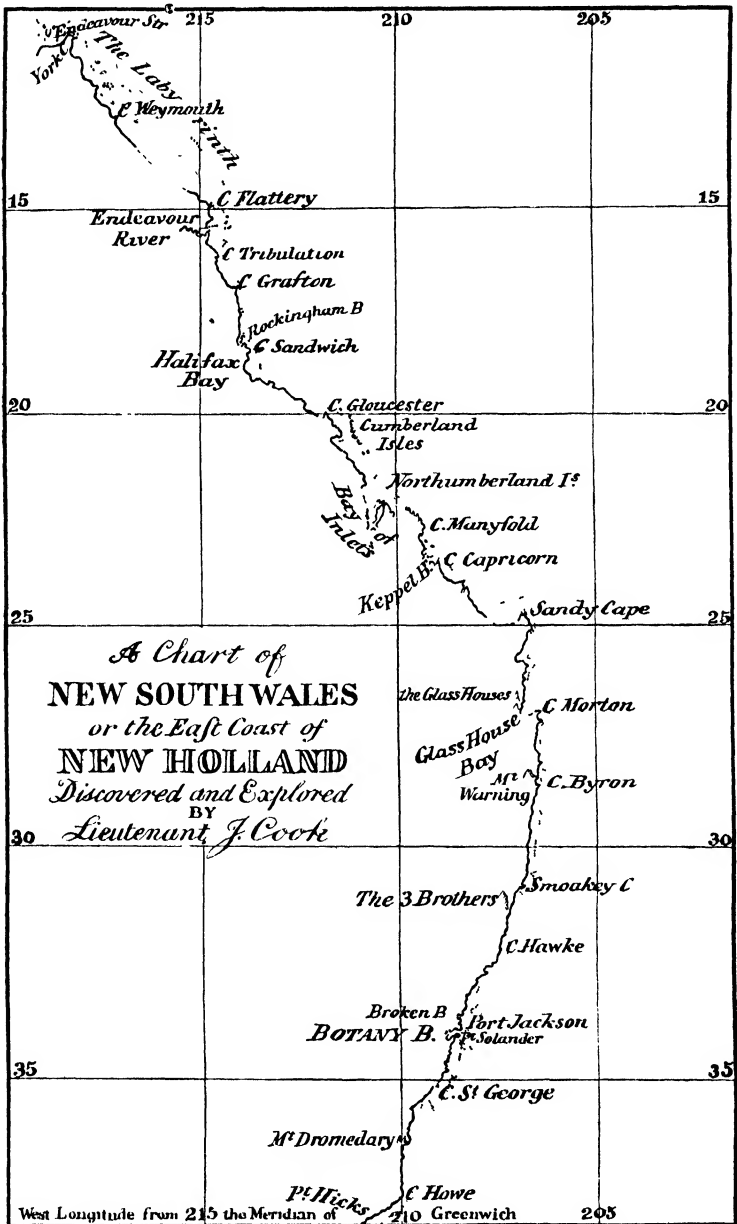 215 210 205
Endeavour Str
York C
The Labyrinth
C Weymouth
15 15
C Flattery
Endeavour
River
C Tribulation
C Grafton
Rockingham B
C Sandwich
Halifax
Bay
20 20
C. Gloucester
Cumberland
Isles
Northumberland Is.
Bay of
Inlets
C. Manyfold
C Capricorn
Keppel B.
Sandy Cape
25 25
A Chart of
NEW SOUTH WALES
or the East Coast of
NEW HOLLAND
Discovered and Explored
BY
Lieutenant J. Cook
the Glass Houses
C Morton
Glass House
Bay
Mt
Warning
C. Byron
30 30
Smoakey C
The 3 Brothers
C. Hawke
Broken B
Port Jackson
BOTANY B.
Pt Solander
35 35
C. St George
Mt Dromedary
Pt Hicks
C Howe
West Longitude from 215 the Meridian of 210 Greenwich 205